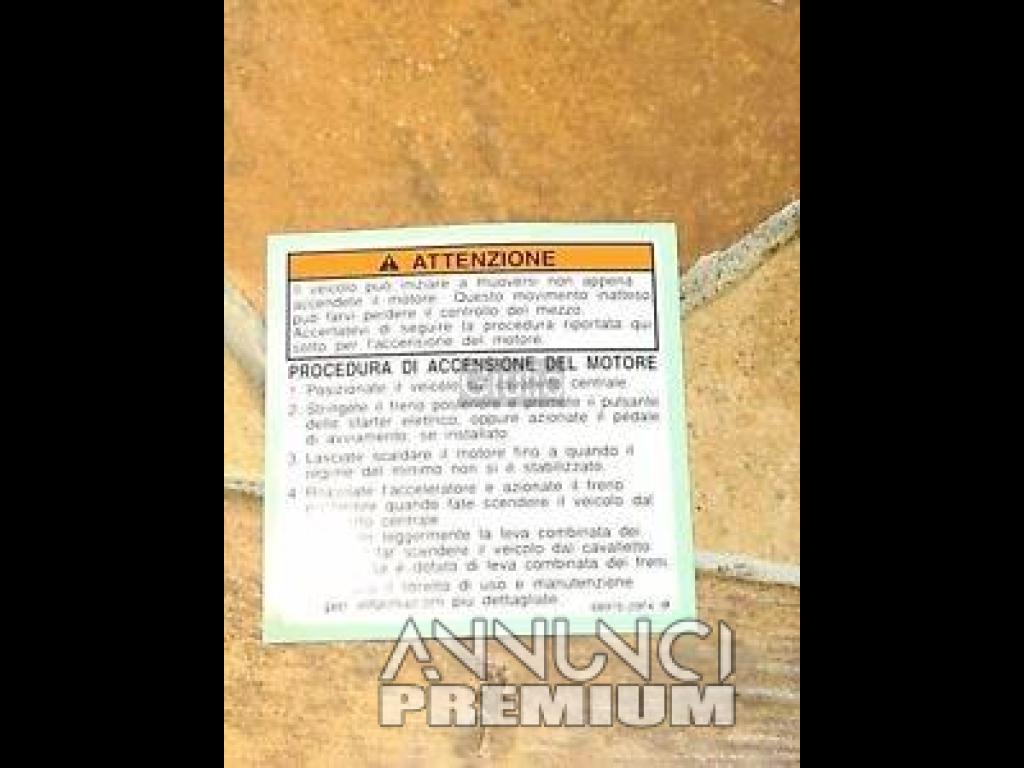 ATTENZIONE
Il veicolo può iniziare a muoversi non appena
accendete il motore. Questo movimento inatteso
può farvi perdere il controllo del mezzo.
Accertatevi di seguire la procedura riportata qui
sotto per l'accensione del motore.
PROCEDURA DI ACCENSIONE DEL MOTORE
1. Posizionate il veicolo sul cavalletto centrale
2. Stringete il freno posteriore e premete il pulsante
dello starter elettrico, oppure azionate il pedale
di avviamento, se installato.
3. Lasciate scaldare il motore fino a quando il
regime del minimo non si è stabilizzato.
4. Rilasciate l'acceleratore e azionate il freno
posteriore quando fate scendere il veicolo dal
centrale
leggermente la leva combinata dei
far scendere il veicolo dal cavalletto
è dotato di leva combinata dei freni.
il libretto di uso e manutenzione
per informazioni più dettagliate.
ANNUNCI
PREMIUM